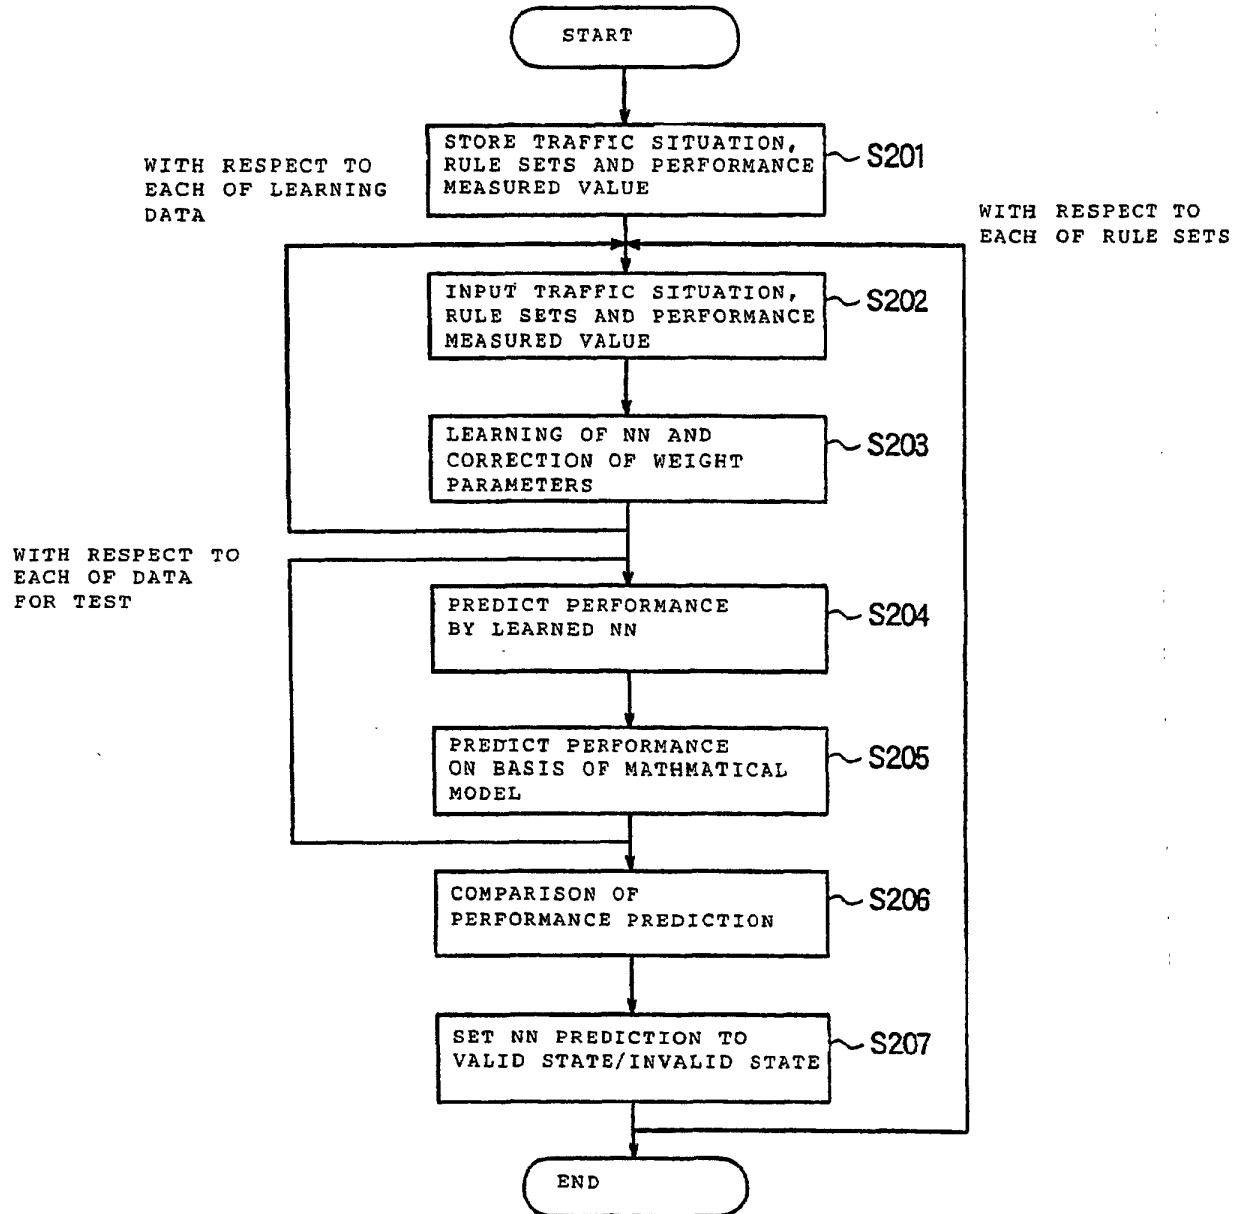 START
STORE TRAFFIC SITUATION,
RULE SETS AND PERFORMANCE
MEASURED VALUE
S201
WITH RESPECT TO
EACH OF LEARNING
DATA
WITH RESPECT TO
EACH OF RULE SETS
INPUT TRAFFIC SITUATION,
RULE SETS AND PERFORMANCE
MEASURED VALUE
S202
LEARNING OF NN AND
CORRECTION OF WEIGHT
PARAMETERS
S203
WITH RESPECT TO
EACH OF DATA
FOR TEST
PREDICT PERFORMANCE
BY LEARNED NN
S204
PREDICT PERFORMANCE
ON BASIS OF MATHMATICAL
MODEL
S205
COMPARISON OF
PERFORMANCE PREDICTION
S206
SET NN PREDICTION TO
VALID STATE/INVALID STATE
S207
END